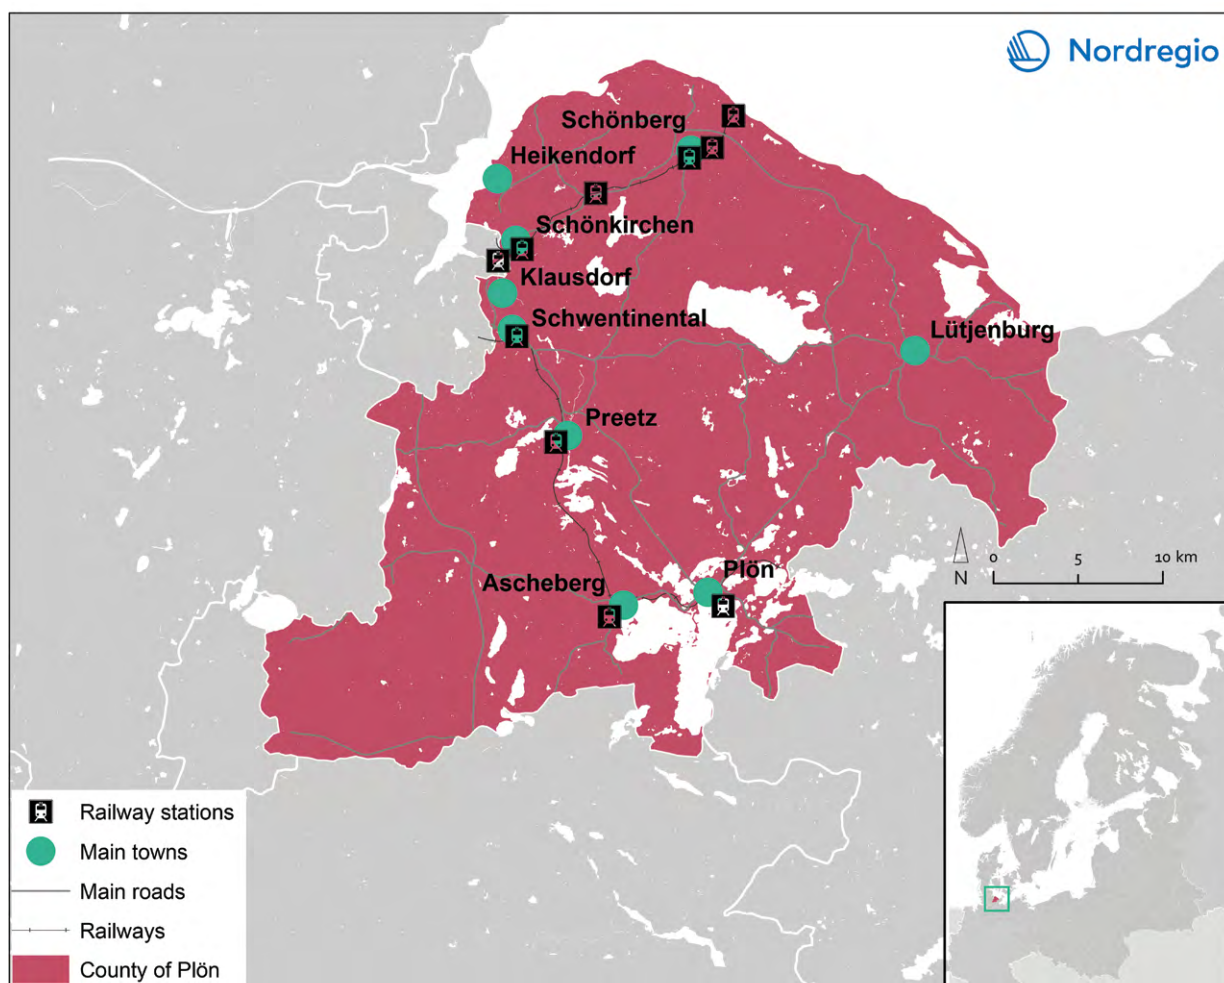 Nordregio
Schönberg
Heikendorf
Schönkirchen
Klausdorf
Schwentinental
Lütjenburg
Preetz
Plön
Ascheberg
N
0 5 10 km
Railway stations
Main towns
Main roads
Railways
County of Plön